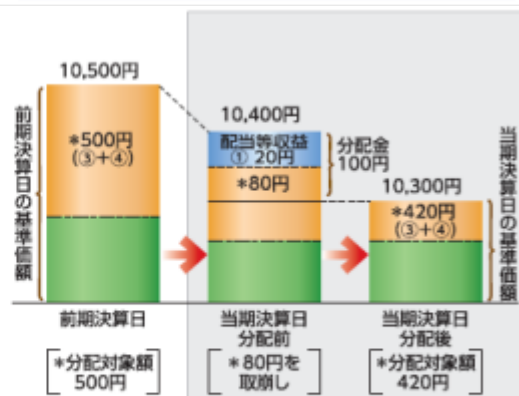 10,500円
前期決算日の基準価額
*500円
(③+④)
前期決算日
*分配対象額
500円
10,400円
配当等収益
① 20円
*80円
分配金
100円
当期決算日
分配前
*80円を
取崩し
10,300円
*420円
(③+④)
当期決算日の基準価額
当期決算日
分配後
*分配対象額
420円